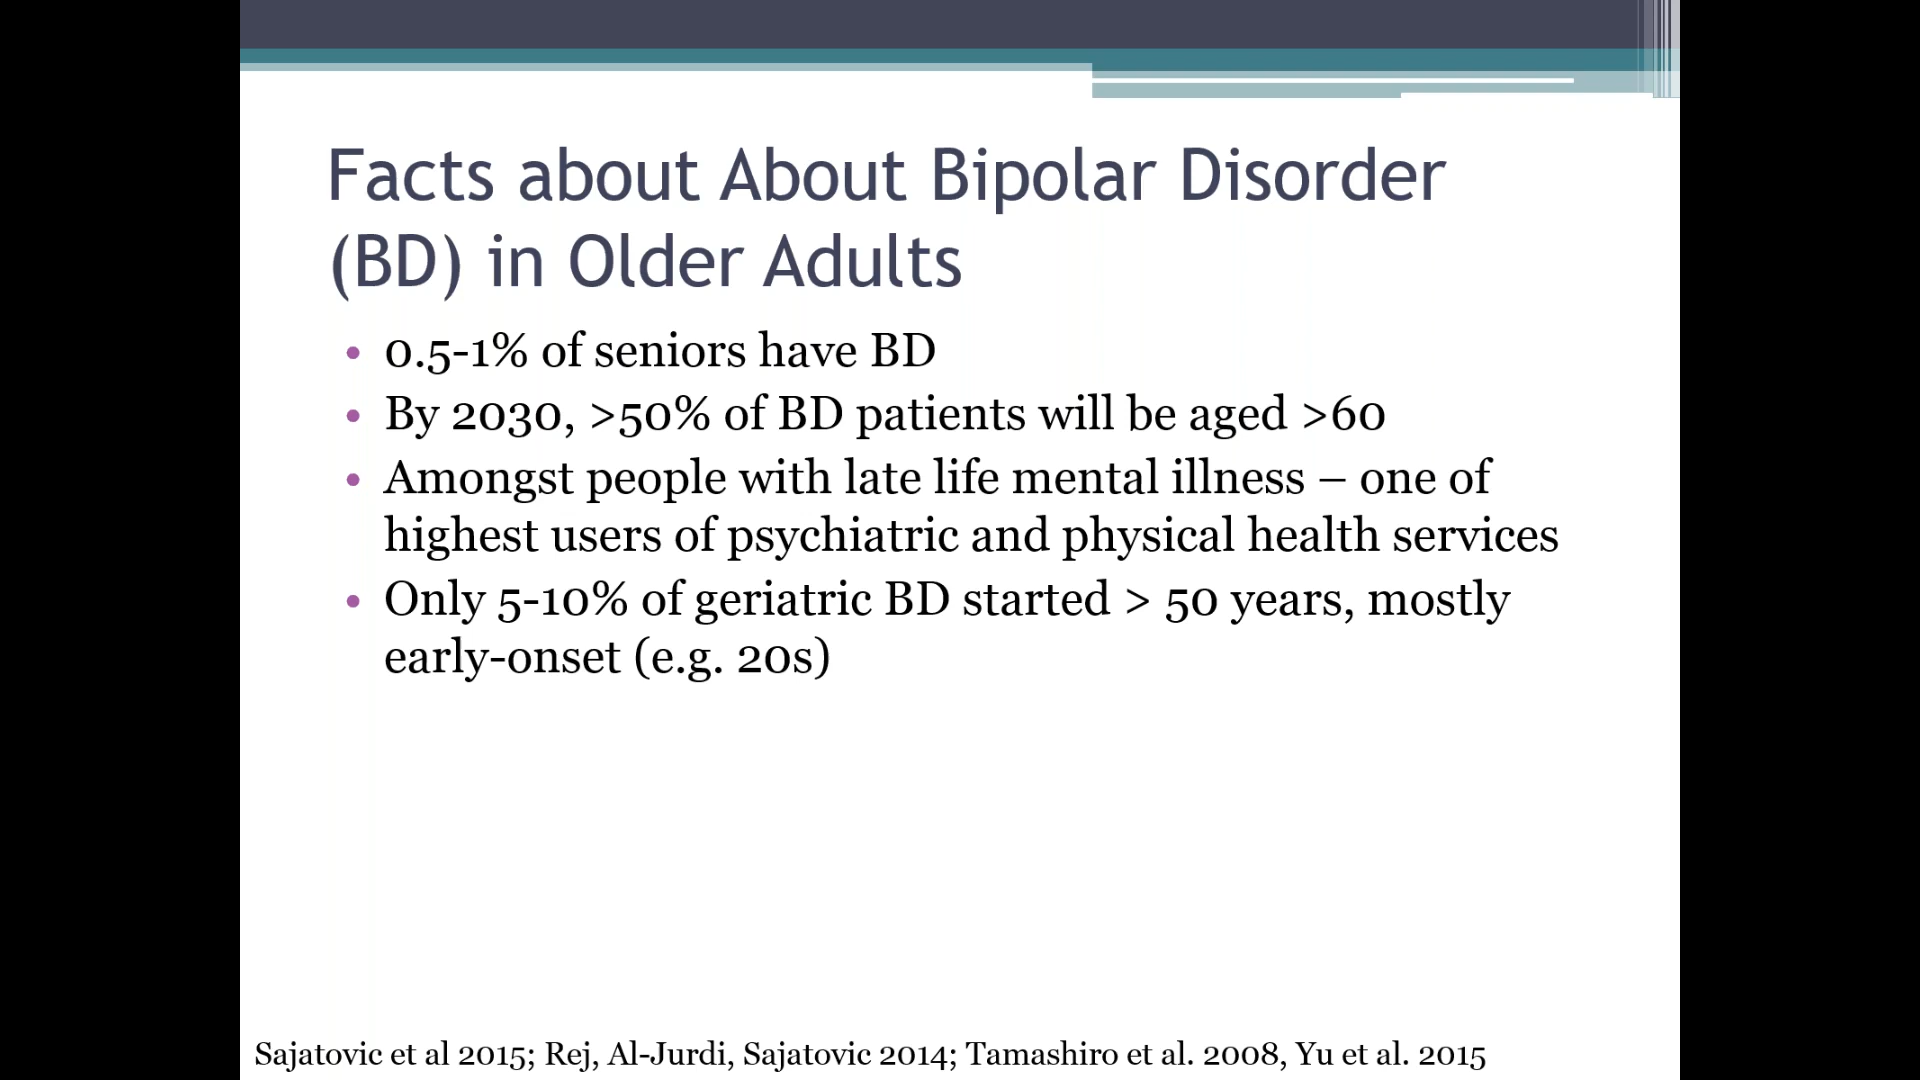 Facts about About Bipolar Disorder
(BD) in Older Adults
• 0.5-1% of seniors have BD
• By 2030, >50% of BD patients will be aged >60
• Amongst people with late life mental illness – one of
highest users of psychiatric and physical health services
• Only 5-10% of geriatric BD started > 50 years, mostly
early-onset (e.g. 20s)
Sajatovic et al 2015; Rej, Al-Jurdi, Sajatovic 2014; Tamashiro et al. 2008, Yu et al. 2015